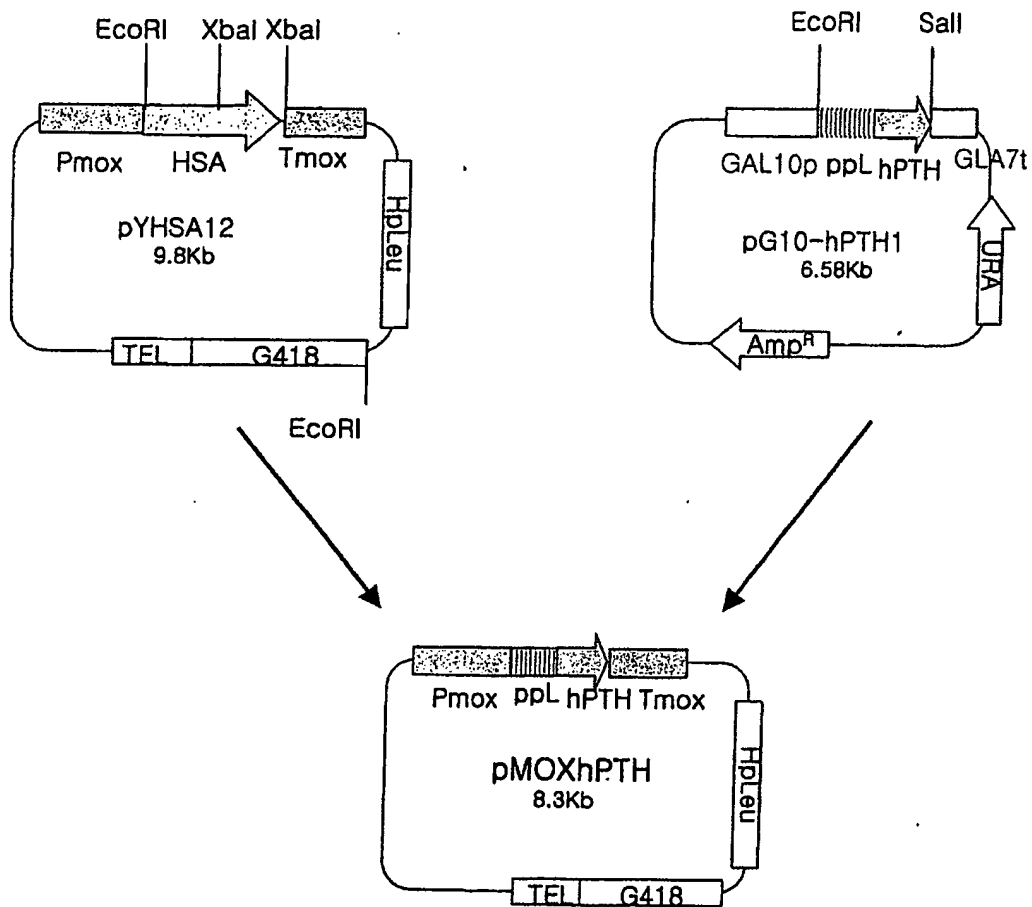 EcoRI XbaI XbaI
Pmox HSA Tmox
pYHSA12
9.8Kb
HpLeu
TEL G418
EcoRI
EcoRI SalI
GAL10p ppL hPTH GLA7t
pG10-hPTH1
6.58Kb
URA
Amp^R
Pmox ppL hPTH Tmox
pMOXhPTH
8.3Kb
HpLeu
TEL G418